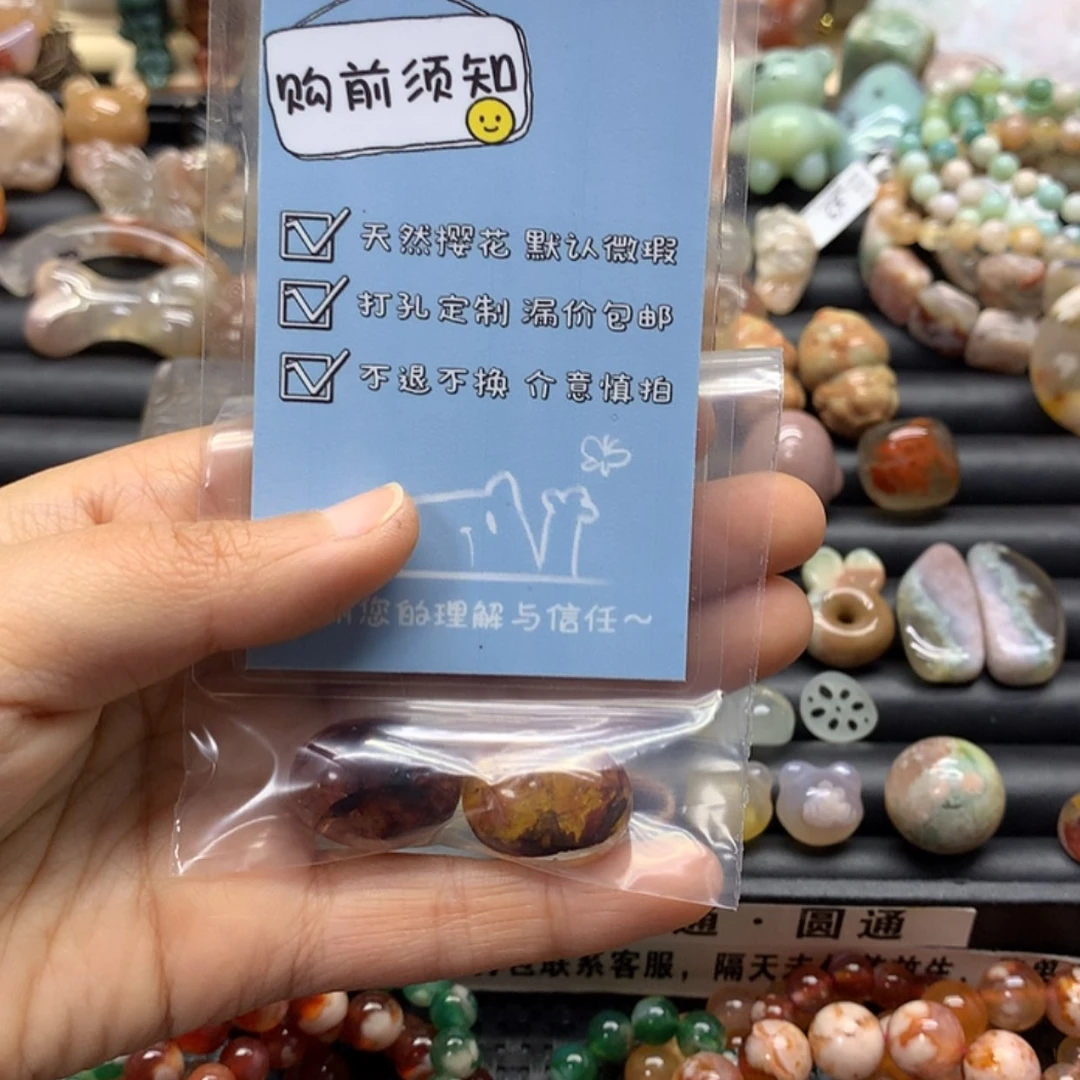 购前须知
天然樱花 默认微瑕
打孔定制 漏价包邮
不退不换 介意慎拍
您的理解与信任~
通·圆通
联系客服，隔天